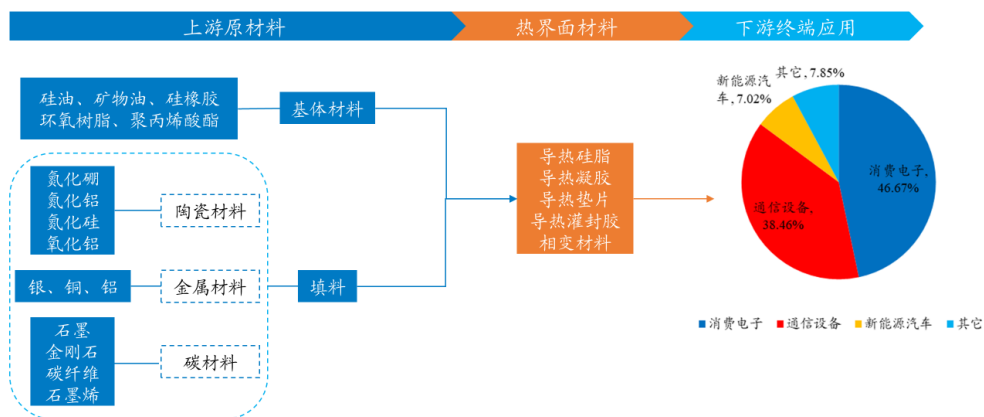 上游原材料
热界面材料
下游终端应用
硅油、矿物油、硅橡胶
环氧树脂、聚丙烯酸酯
基体材料
氮化硼
氮化铝
氮化硅
氧化铝
陶瓷材料
银、铜、铝
金属材料
填料
石墨
金刚石
碳纤维
石墨烯
碳材料
导热硅脂
导热凝胶
导热垫片
导热灌封胶
相变材料
其它, 7.85%
新能源汽
车, 7.02%
消费电子,
46.67%
通信设备,
38.46%
消费电子 通信设备 新能源汽车 其它